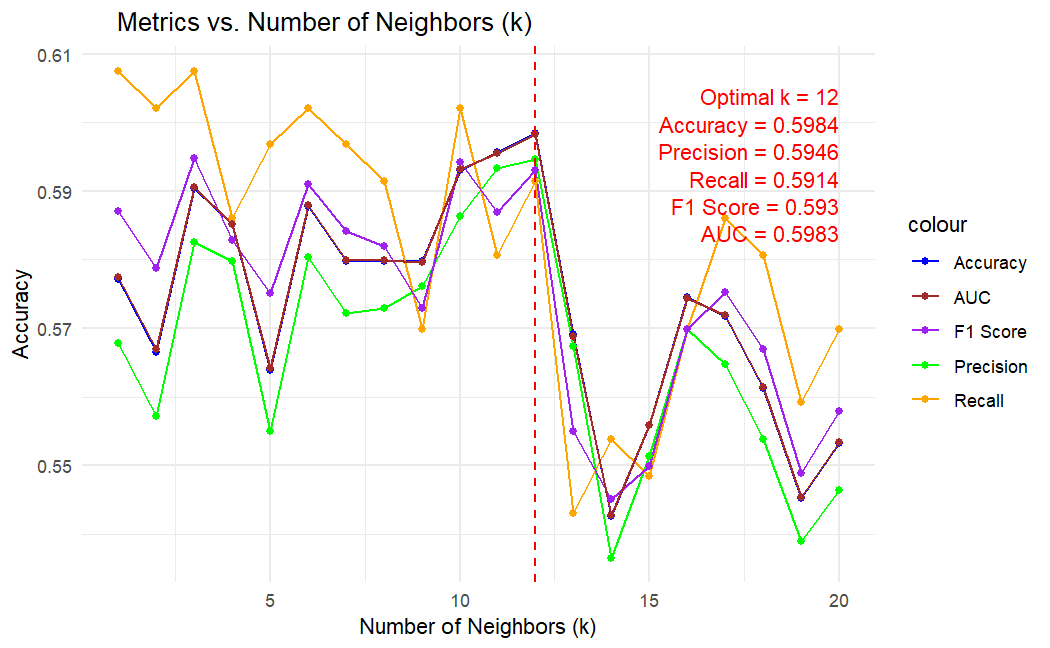 Metrics vs. Number of Neighbors (k)
0.61
0.59
0.57
0.55
Accuracy
Optimal k = 12
Accuracy = 0.5984
Precision = 0.5946
Recall = 0.5914
F1 Score = 0.593
AUC = 0.5983
5
10
15
20
Number of Neighbors (k)
colour
Accuracy
AUC
F1 Score
Precision
Recall